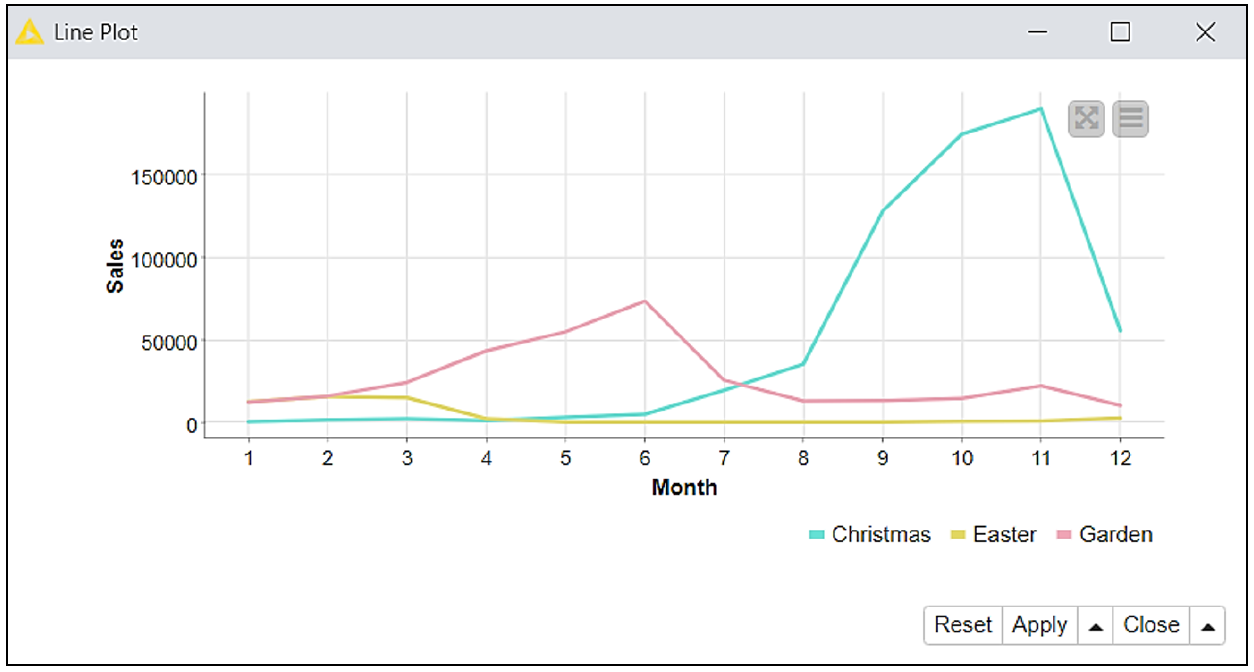 Line Plot
150000
100000
50000
0
Sales
1 2 3 4 5 6 7 8 9 10 11 12
Month
Christmas Easter Garden
Reset Apply Close